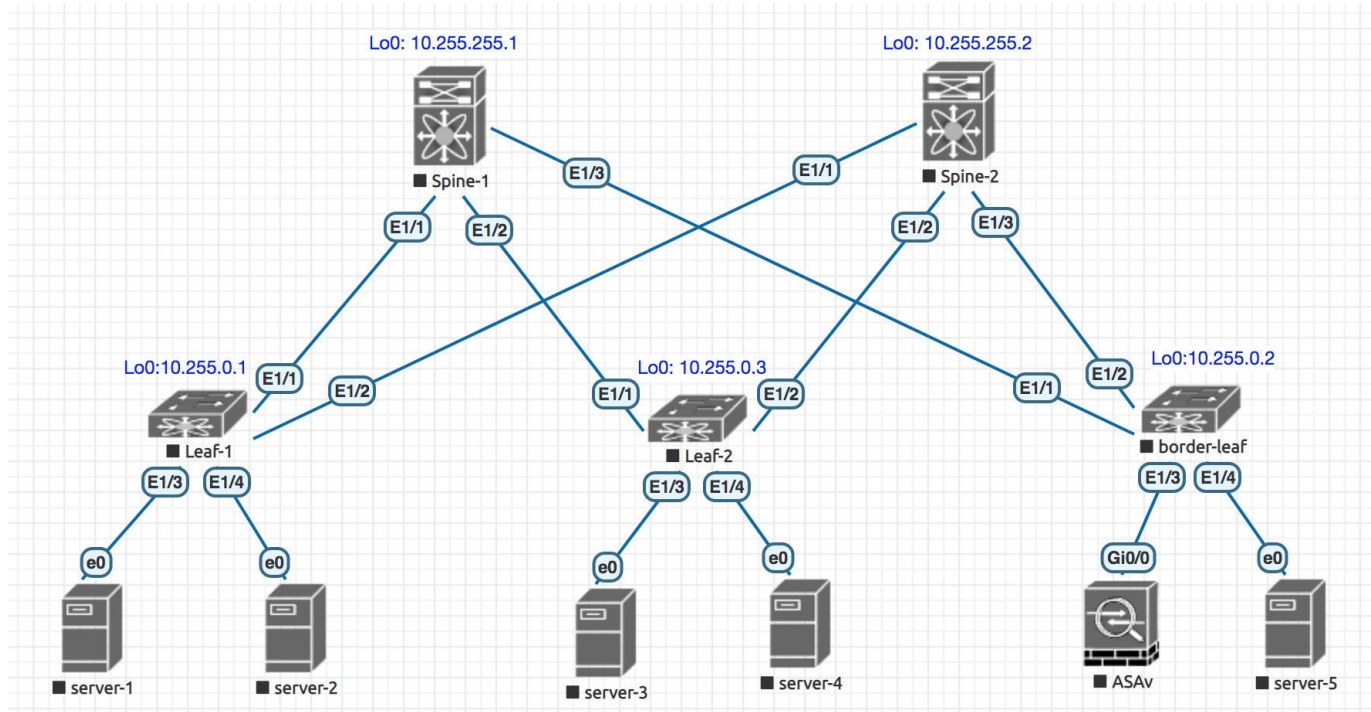 Lo0: 10.255.255.1
Lo0: 10.255.255.2
Spine-1
Spine-2
E1/3
E1/1
E1/1
E1/2
E1/2
E1/3
Lo0:10.255.0.1
Lo0: 10.255.0.3
Lo0:10.255.0.2
E1/1
E1/2
E1/1
E1/2
E1/1
E1/2
Leaf-1
Leaf-2
border-leaf
E1/3
E1/4
E1/3
E1/4
E1/3
E1/4
e0
e0
e0
e0
Gi0/0
e0
server-1
server-2
server-3
server-4
ASAv
server-5